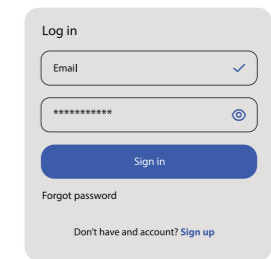 Log in
Email
***********
Sign in
Forgot password
Don't have and account? Sign up